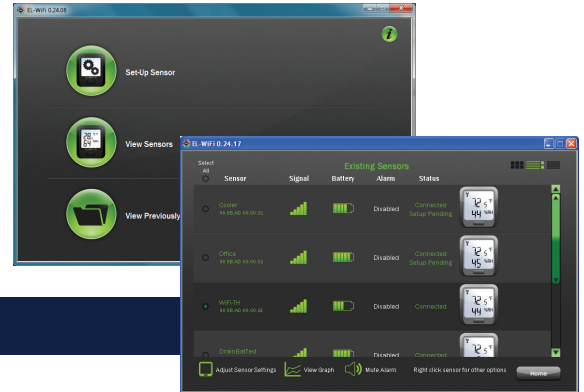 EL-WiFi 0.24.08
Set-Up Sensor
View Sensors
View Previously
EL-WiFi 0.24.17
Select
All
Existing Sensors
Sensor Signal Battery Alarm Status
Cooler
Disabled
Connected
Setup Pending
Office
Disabled
Connected
Setup Pending
WiFi-TH
Disabled
Connected
DrainBalTed
Disabled
Connected
Adjust Sensor Settings View Graph Mute Alarm Right click sensor for other options Home